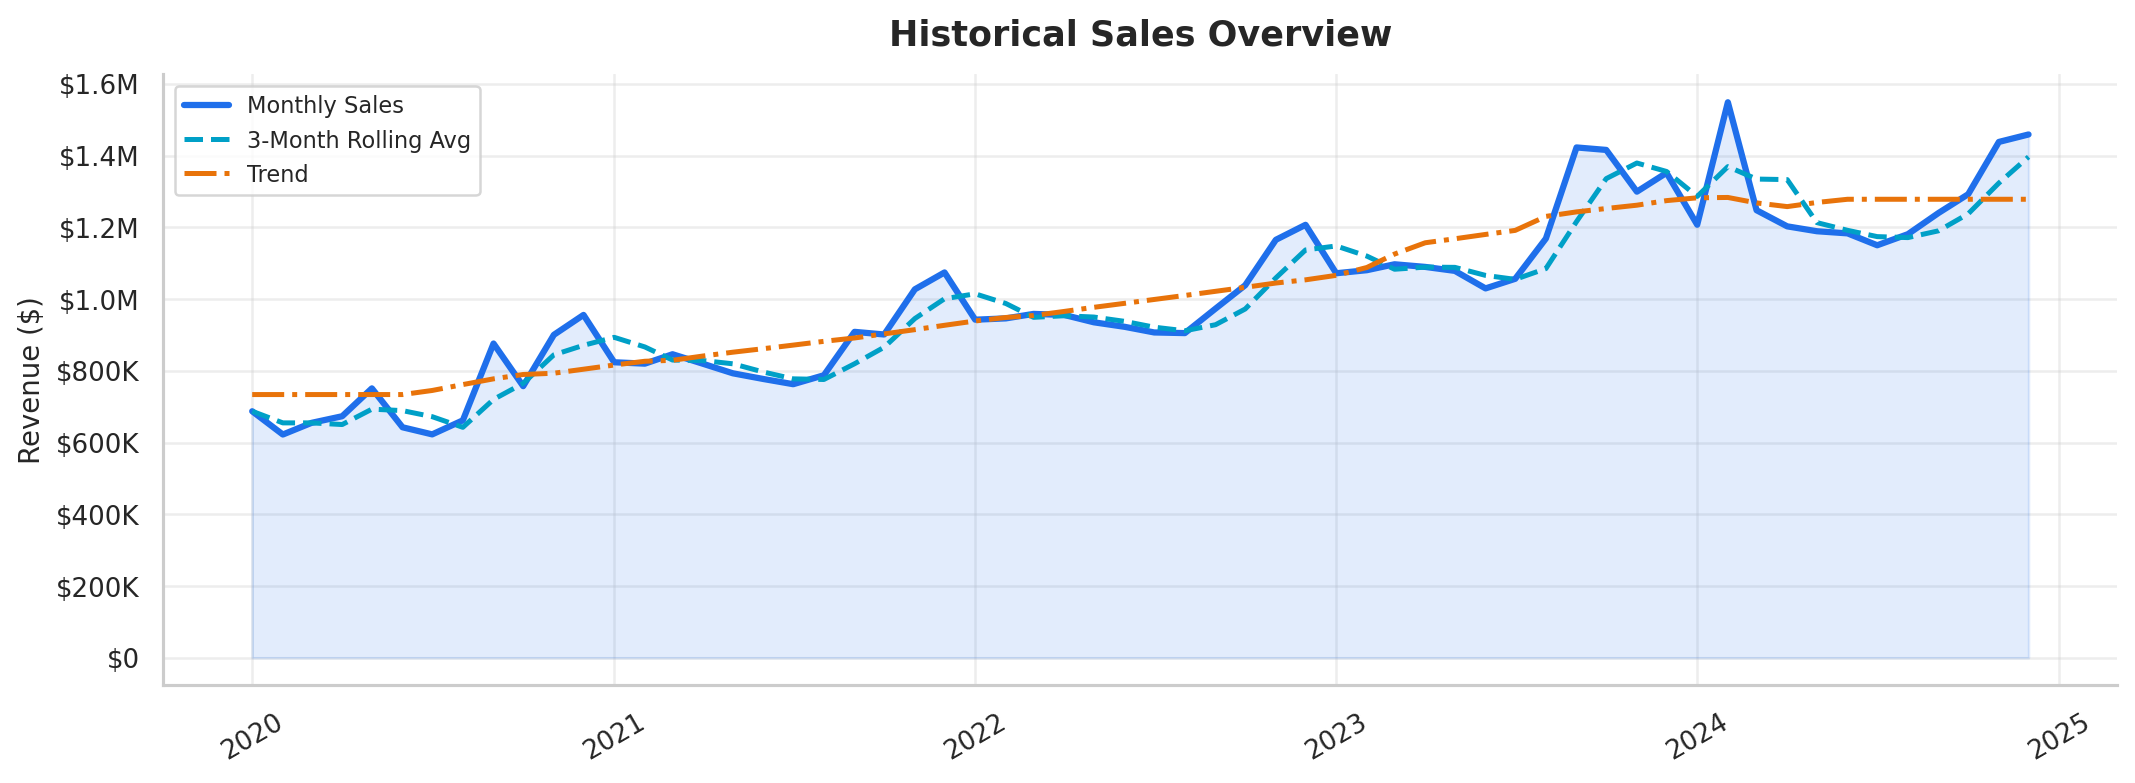 Historical Sales Overview
Revenue ($)
$1.6M
$1.4M
$1.2M
$1.0M
$800K
$600K
$400K
$200K
$0
Monthly Sales
3-Month Rolling Avg
Trend
2020
2021
2022
2023
2024
2025